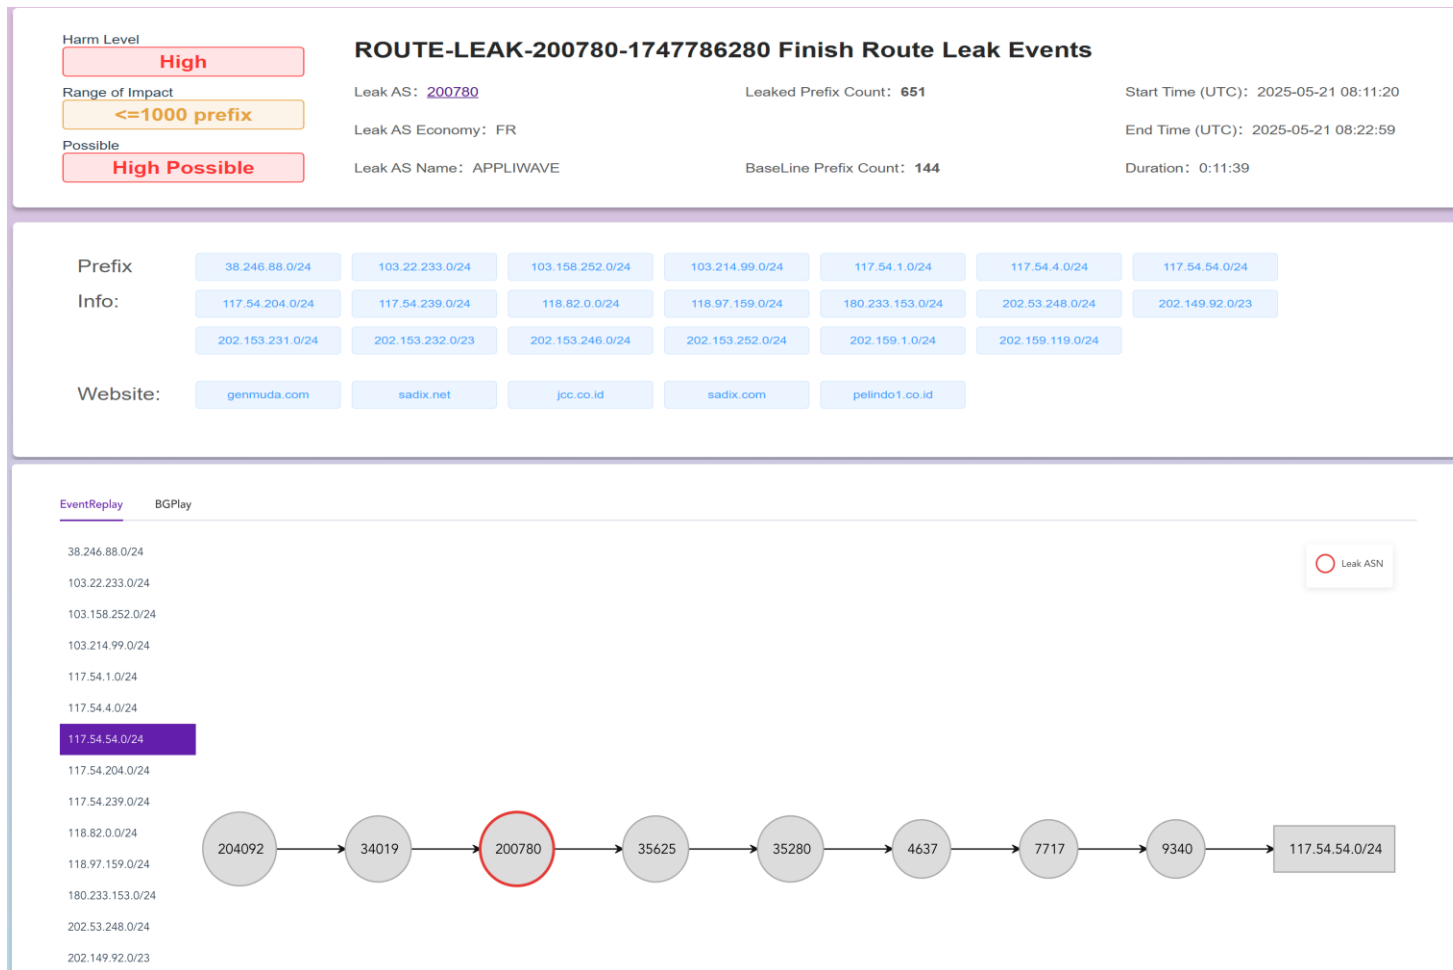 Harm Level
High
Range of Impact
<=1000 prefix
Possible
High Possible
ROUTE-LEAK-200780-1747786280 Finish Route Leak Events
Leak AS: 200780
Leaked Prefix Count: 651
Start Time (UTC): 2025-05-21 08:11:20
Leak AS Economy: FR
End Time (UTC): 2025-05-21 08:22:59
Leak AS Name: APPLIWAVE
BaseLine Prefix Count: 144
Duration: 0:11:39
Prefix Info:
38.246.88.0/24 103.22.233.0/24 103.158.252.0/24 103.214.99.0/24 117.54.1.0/24 117.54.4.0/24 117.54.54.0/24
117.54.204.0/24 117.54.239.0/24 118.82.0.0/24 118.97.159.0/24 180.233.153.0/24 202.53.248.0/24 202.149.92.0/23
202.153.231.0/24 202.153.232.0/23 202.153.246.0/24 202.153.252.0/24 202.159.1.0/24 202.159.119.0/24
Website: genmuda.com sadix.net jcc.co.id sadix.com pelindo1.co.id
EventReplay BGPlay
38.246.88.0/24
103.22.233.0/24
103.158.252.0/24
103.214.99.0/24
117.54.1.0/24
117.54.4.0/24
117.54.54.0/24
117.54.204.0/24
117.54.239.0/24
118.82.0.0/24
118.97.159.0/24
180.233.153.0/24
202.53.248.0/24
202.149.92.0/23
Leak ASN
204092 34019 200780 35625 35280 4637 7717 9340 117.54.54.0/24